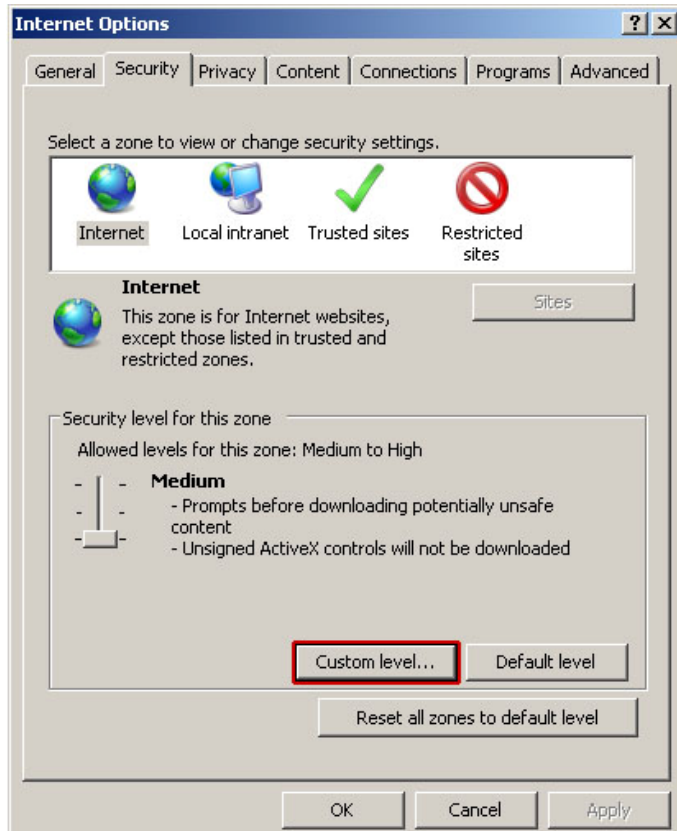 Internet Options
General Security Privacy Content Connections Programs Advanced
Select a zone to view or change security settings.
Internet Local intranet Trusted sites Restricted
sites
Internet
Sites
This zone is for Internet websites,
except those listed in trusted and
restricted zones.
Security level for this zone
Allowed levels for this zone: Medium to High
Medium
- Prompts before downloading potentially unsafe
content
- Unsigned ActiveX controls will not be downloaded
Custom level... Default level
Reset all zones to default level
OK Cancel Apply